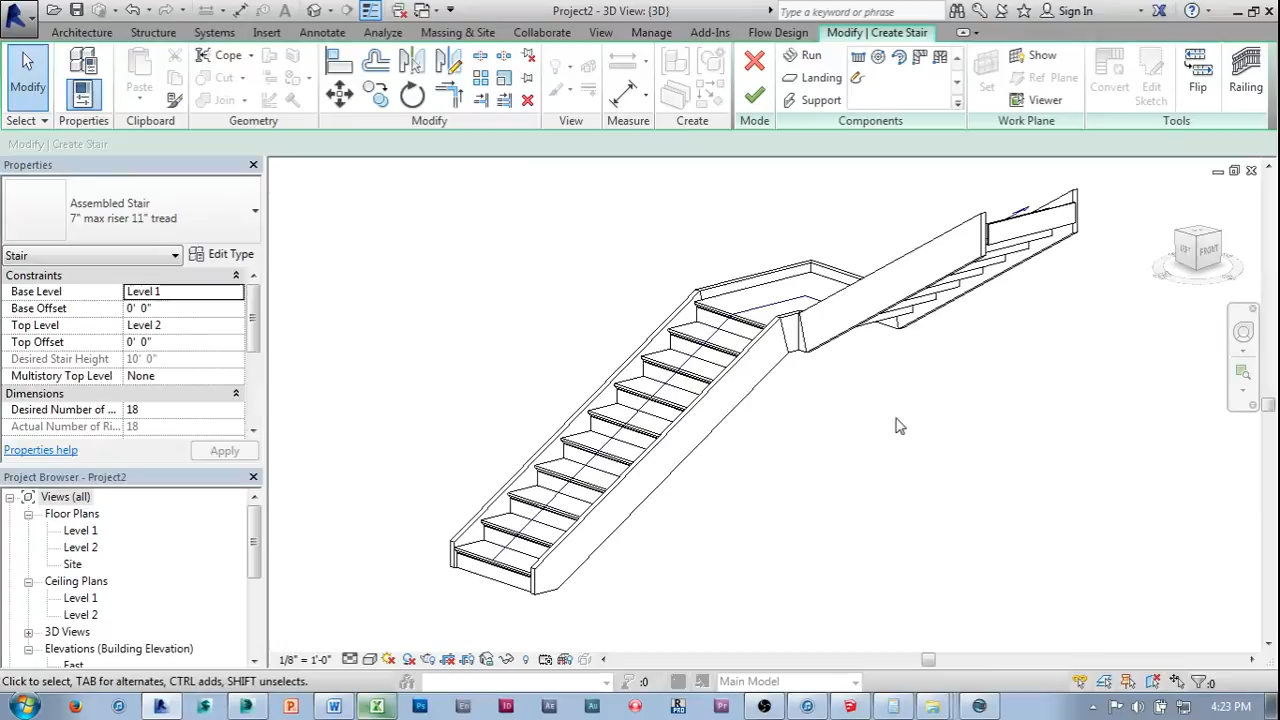 Project2 - 3D View: {3D}
Type a keyword or phrase
Sign In
Architecture Structure Systems Insert Annotate Analyze Massing & Site Collaborate View Manage Add-Ins Flow Design Modify | Create Stair
Modify
Paste
Cope
Cut
Join
Run
Landing
Support
Set
Show
Ref Plane
Viewer
Convert
Edit
Sketch
Flip
Railing
Select Properties Clipboard Geometry Modify View Measure Create Mode Components Work Plane Tools
Modify | Create Stair
Properties
Assembled Stair
7" max riser 11" tread
Stair
Edit Type
Constraints
Base Level Level 1
Base Offset 0' 0"
Top Level Level 2
Top Offset 0' 0"
Desired Stair Height 10' 0"
Multistory Top Level None
Dimensions
Desired Number of ... 18
Actual Number of Ri... 18
Properties help
Apply
Project Browser - Project2
Views (all)
Floor Plans
Level 1
Level 2
Site
Ceiling Plans
Level 1
Level 2
3D Views
Elevations (Building Elevation)
East
FRONT
1/8" = 1'-0"
Click to select, TAB for alternates, CTRL adds, SHIFT unselects.
:0
Main Model
:0
4:23 PM